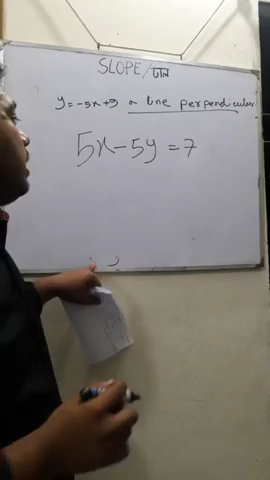 SLOPE/ঢাল
y=-5x+9 a line perpendicular
5x-5y=7